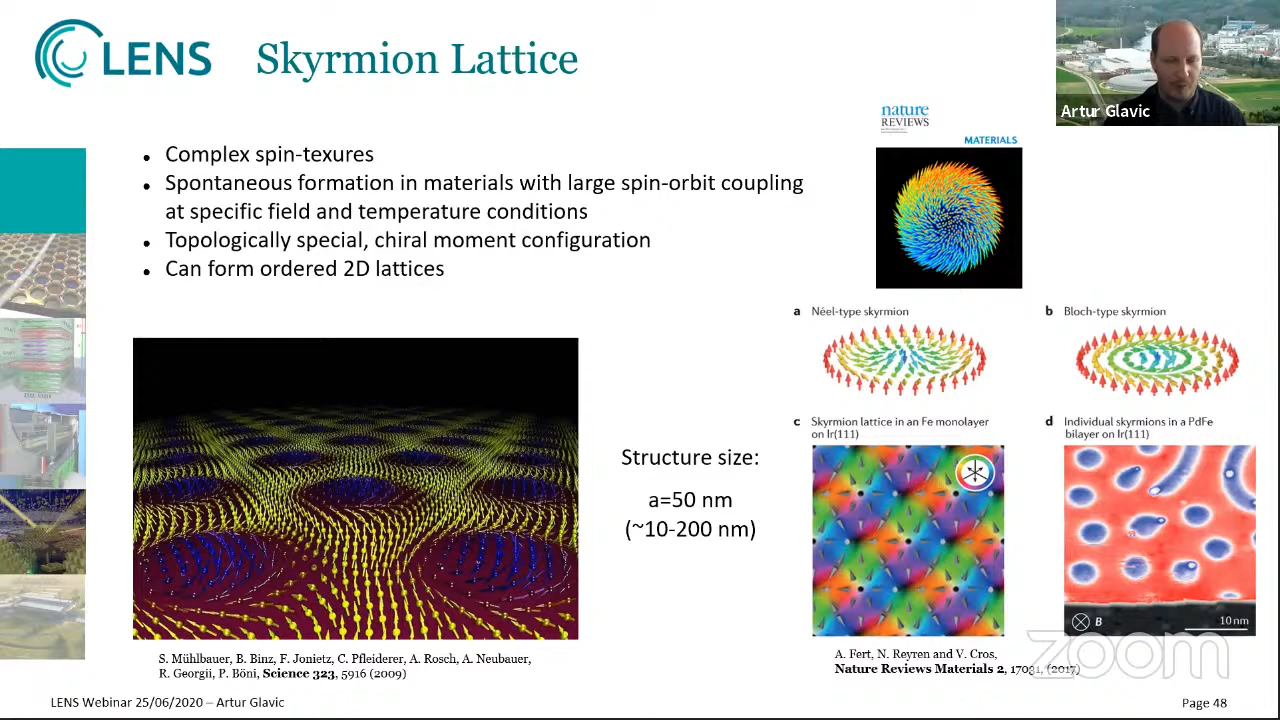 LENS
Skyrmion Lattice
Artur Glavic
nature
REVIEWS
MATERIALS
• Complex spin-texures
• Spontaneous formation in materials with large spin-orbit coupling
at specific field and temperature conditions
• Topologically special, chiral moment configuration
• Can form ordered 2D lattices
a Néel-type skyrmion
b Bloch-type skyrmion
c Skyrmion lattice in an Fe monolayer
on Ir(111)
d Individual skyrmions in a PdFe
bilayer on Ir(111)
Structure size:
a=50 nm
(~10-200 nm)
B
10 nm
S. Mühlbauer, B. Binz, F. Jonietz, C. Pfleiderer, A. Rosch, A. Neubauer,
R. Georgii, P. Böni, Science 323, 5916 (2009)
A. Fert, N. Reyren and V. Cros,
Nature Reviews Materials 2, 17031, (2017)
zoom
LENS Webinar 25/06/2020 – Artur Glavic
Page 48